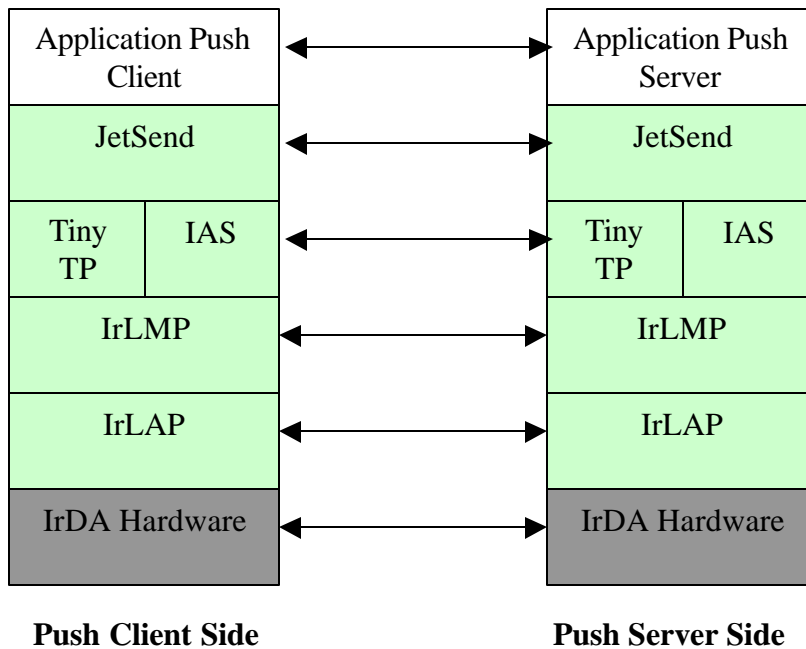 Application Push
Client
Application Push
Server
JetSend
JetSend
Tiny
TP
IAS
Tiny
TP
IAS
IrLMP
IrLMP
IrLAP
IrLAP
IrDA Hardware
IrDA Hardware
Push Client Side
Push Server Side